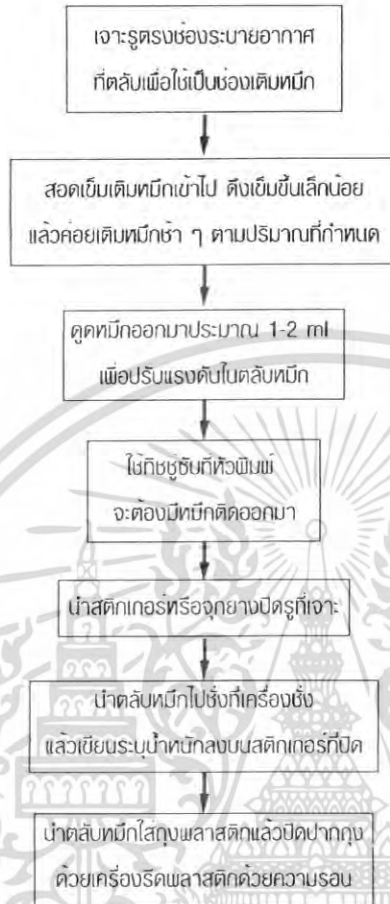 เจาะรูตรงช่องระบายอากาศ
ที่ตลับเพื่อใช้เป็นช่องเติมหมึก
สอดเข็มเติมหมึกเข้าไป ดึงเข็มขึ้นเล็กน้อย
แล้วค่อยเติมหมึกช้า ๆ ตามปริมาณที่กำหนด
ดูดหมึกออกมาประมาณ 1-2 ml
เพื่อปรับแรงดันในตลับหมึก
ใช้ทิชชูซับที่หัวพิมพ์
จะต้องมีหมึกติดออกมา
นำสติกเกอร์หรือจุกยางปิดรูที่เจาะ
นำตลับหมึกไปชั่งที่เครื่องชั่ง
แล้วเขียนระบุน้ำหนักลงบนสติกเกอร์ที่ปิด
นำตลับหมึกใส่ถุงพลาสติกแล้วปิดปากถุง
ด้วยเครื่องรีดพลาสติกด้วยความร้อน